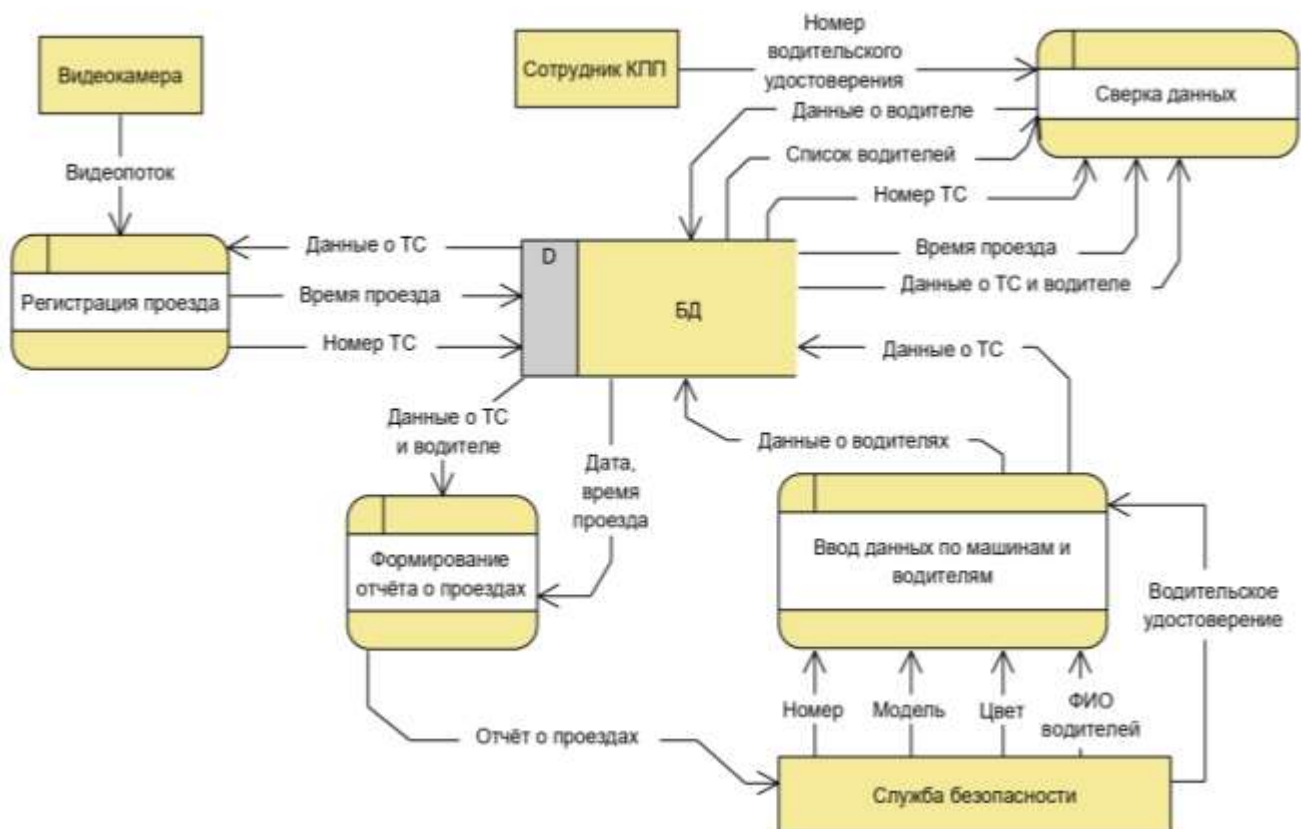 Номер
водительского
удостоверения
Видеокамера
Сотрудник КПП
Сверка данных
Данные о водителе
Список водителей
Видеопоток
Номер ТС
Данные о ТС
D
Время проезда
Регистрация проезда
Время проезда
Данные о ТС и водителе
БД
Номер ТС
Данные о ТС
Данные о ТС
и водителе
Данные о водителях
Дата,
время
проезда
Формирование
отчёта о проездах
Ввод данных по машинам и
водителям
Водительское
удостоверение
Номер
Модель
Цвет
ФИО
водителей
Отчёт о проездах
Служба безопасности